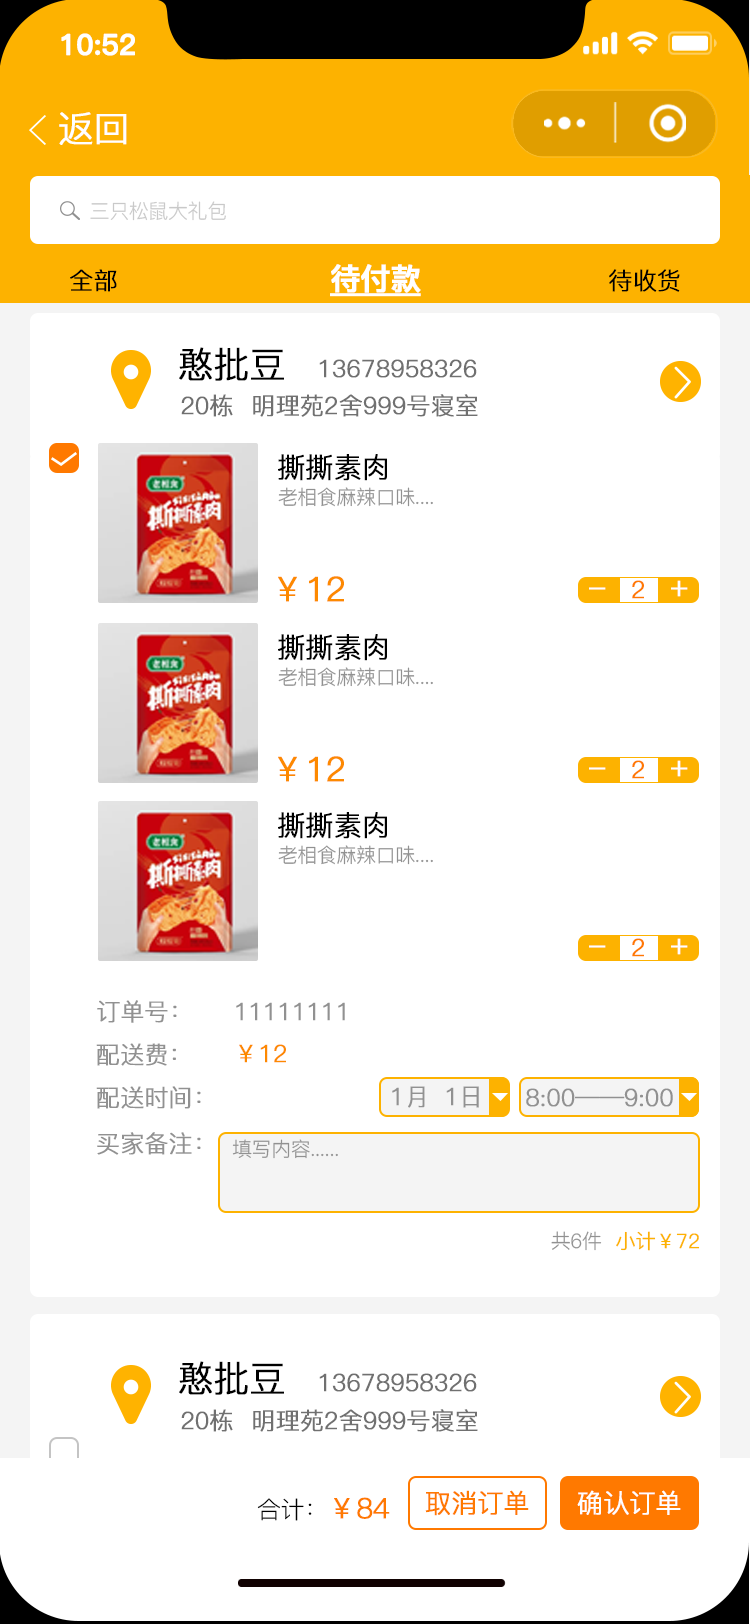 10:52
返回
三只松鼠大礼包
全部 待付款 待收货
憨批豆 13678958326
20栋 明理苑2舍999号寝室
老相食
撕撕素肉
撕撕素肉
老相食麻辣口味....
¥ 12
2
老相食
撕撕素肉
撕撕素肉
老相食麻辣口味....
¥ 12
2
老相食
撕撕素肉
撕撕素肉
老相食麻辣口味....
2
订单号: 11111111
配送费: ¥12
配送时间: 1月 1日 8:00——9:00
买家备注: 填写内容......
共6件 小计¥72
憨批豆 13678958326
20栋 明理苑2舍999号寝室
合计: ¥84 取消订单 确认订单